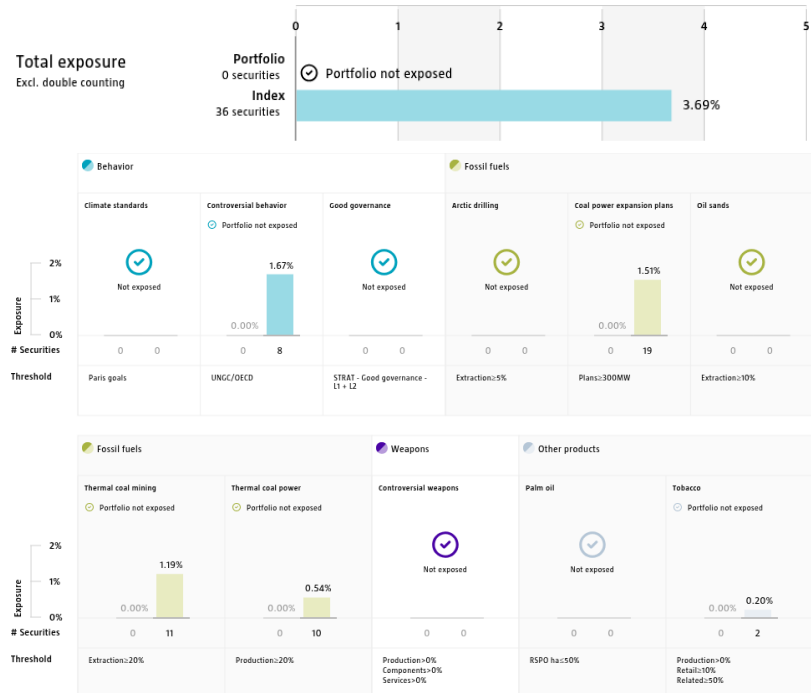 0 1 2 3 4 5
Total exposure
Excl. double counting
Portfolio
0 securities
Portfolio not exposed
Index
36 securities
3.69%
Behavior
Fossil fuels
Climate standards
Controversial behavior
Good governance
Arctic drilling
Coal power expansion plans
Oil sands
Portfolio not exposed
Portfolio not exposed
Exposure
2%
1%
0%
Not exposed
0.00%
1.67%
Not exposed
Not exposed
0.00%
1.51%
Not exposed
# Securities
0 0
0 8
0 0
0 0
0 19
0 0
Threshold
Paris goals
UNGC/OECD
STRAT - Good governance -
L1 + L2
Extraction≥5%
Plans≥300MW
Extraction≥10%
Fossil fuels
Weapons
Other products
Thermal coal mining
Thermal coal power
Controversial weapons
Palm oil
Tobacco
Portfolio not exposed
Portfolio not exposed
Portfolio not exposed
Exposure
2%
1%
0%
0.00%
1.19%
0.00%
0.54%
Not exposed
Not exposed
0.00%
0.20%
# Securities
0 11
0 10
0 0
0 0
0 2
Threshold
Extraction≥20%
Production≥20%
Production>0%
Components>0%
Services>0%
RSPO ha≤50%
Production>0%
Retail≥10%
Related≥50%